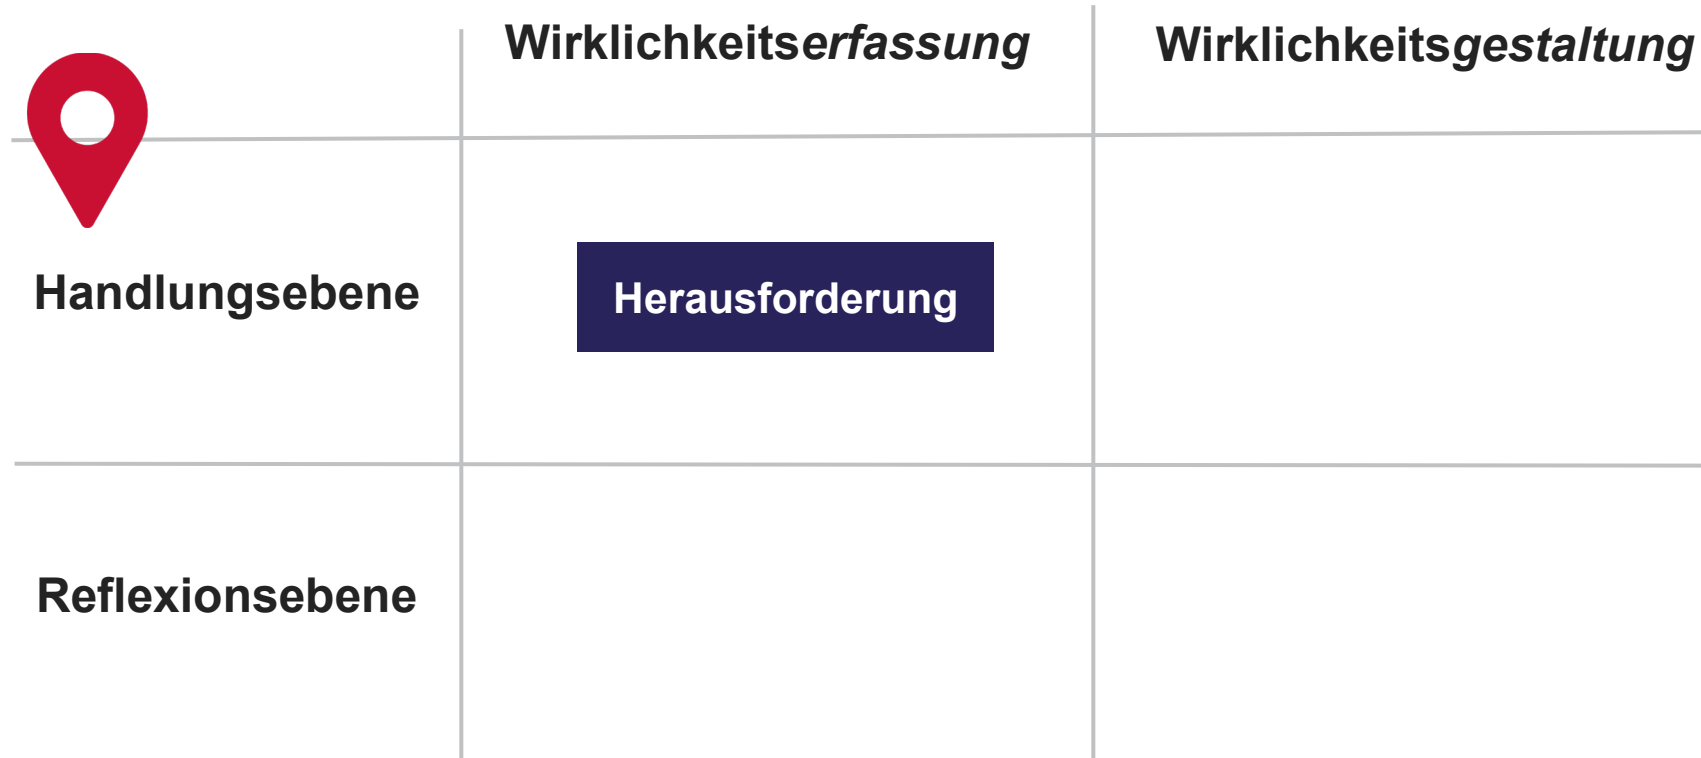 Wirklichkeitserfassung
Wirklichkeitsgestaltung
Handlungsebene
Herausforderung
Reflexionsebene